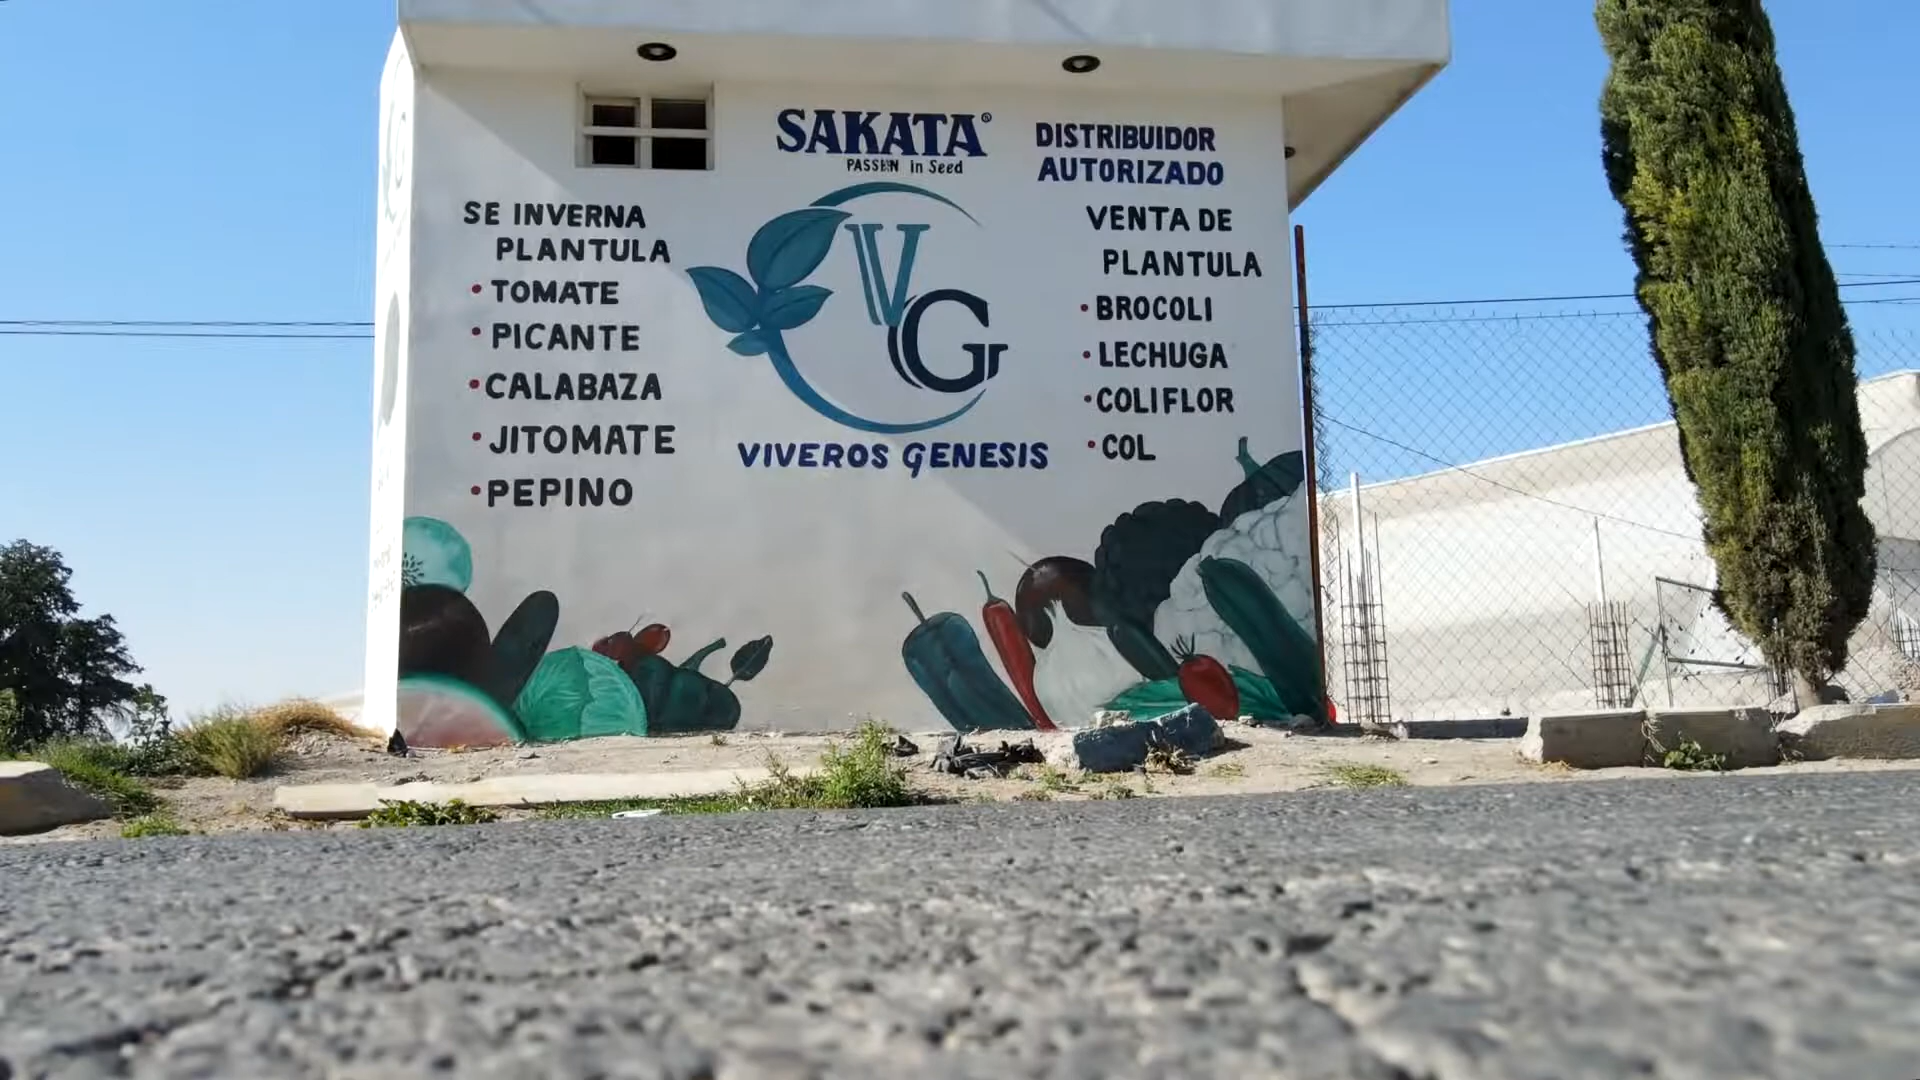 SAKATA®
PASSION in Seed
DISTRIBUIDOR
AUTORIZADO
SE INVERNA
PLANTULA
• TOMATE
• PICANTE
• CALABAZA
• JITOMATE
• PEPINO
VG
VIVEROS GENESIS
VENTA DE
PLANTULA
• BROCOLI
• LECHUGA
• COLIFLOR
• COL